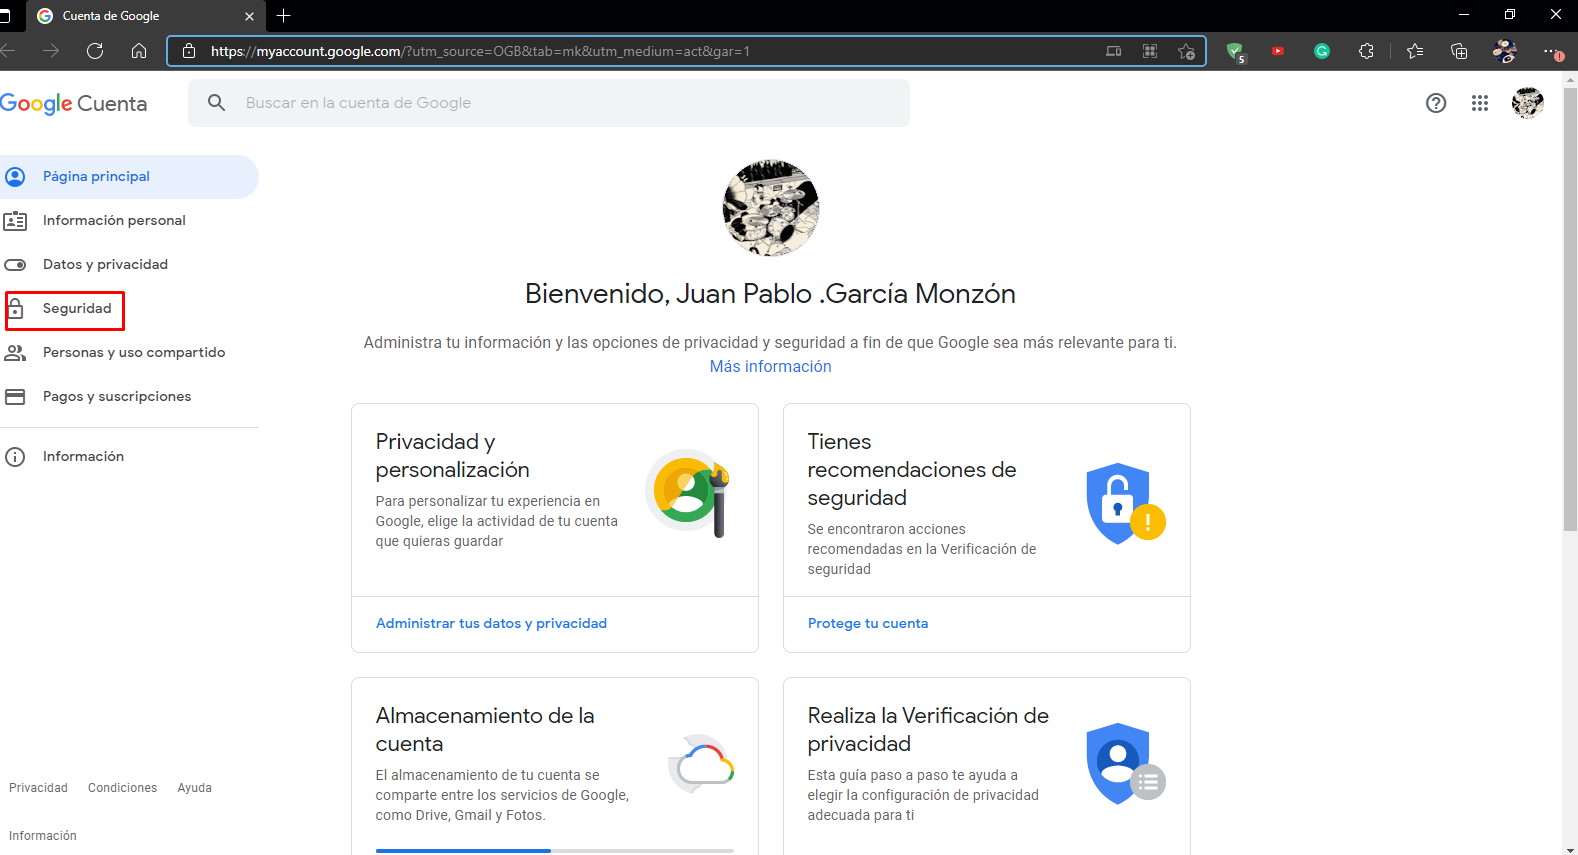 Cuenta de Google
https://myaccount.google.com/?utm_source=OGB&tab=mk&utm_medium=act&gar=1
5
Google Cuenta
Buscar en la cuenta de Google
Página principal
Información personal
Datos y privacidad
Seguridad
Personas y uso compartido
Pagos y suscripciones
Información
Bienvenido, Juan Pablo .García Monzón
Administra tu información y las opciones de privacidad y seguridad a fin de que Google sea más relevante para ti.
Más información
Privacidad y
personalización
Para personalizar tu experiencia en
Google, elige la actividad de tu cuenta
que quieras guardar
Administrar tus datos y privacidad
Tienes
recomendaciones de
seguridad
Se encontraron acciones
recomendadas en la Verificación de
seguridad
Protege tu cuenta
Almacenamiento de la
cuenta
El almacenamiento de tu cuenta se
comparte entre los servicios de Google,
como Drive, Gmail y Fotos.
Realiza la Verificación de
privacidad
Esta guía paso a paso te ayuda a
elegir la configuración de privacidad
adecuada para ti
Privacidad Condiciones Ayuda
Información